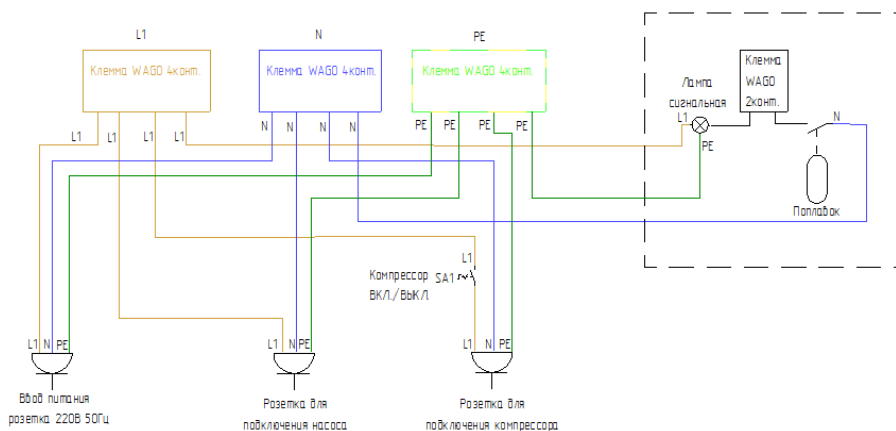 L1
N
PE
Клемма WAGO 4конт.
Клемма WAGO 4конт.
Клемма WAGO 4конт.
Клемма
WAGO
2конт.
Лампа
сигнальная
L1
N
PE
L1
L1
L1
L1
N
N
N
N
PE
PE
PE
PE
Поплавок
L1
Компрессор SA1
ВКЛ./ВЫКЛ.
L1 N PE
L1 N PE
L1 N PE
Ввод питания
розетка 220В 50Гц
Розетка для
подключения насоса
Розетка для
подключения компрессора